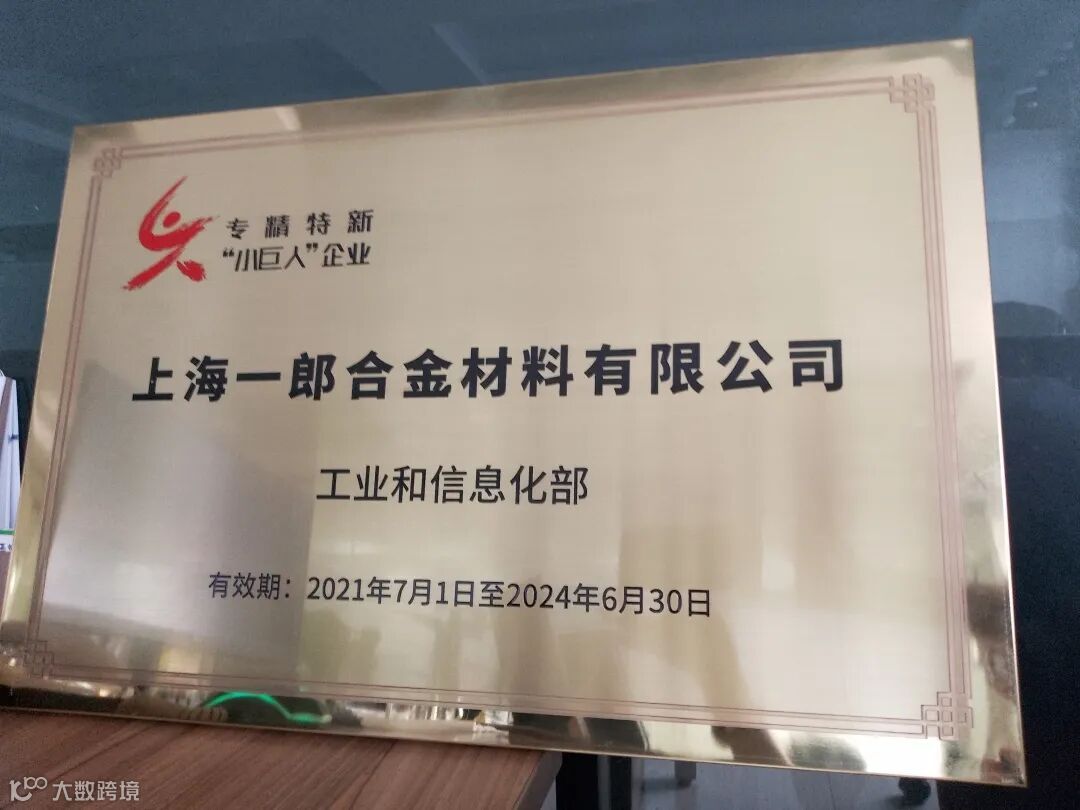 专精特新
“小巨人”企业
上海一郎合金材料有限公司
工业和信息化部
有效期：2021年7月1日至2024年6月30日
大数跨境